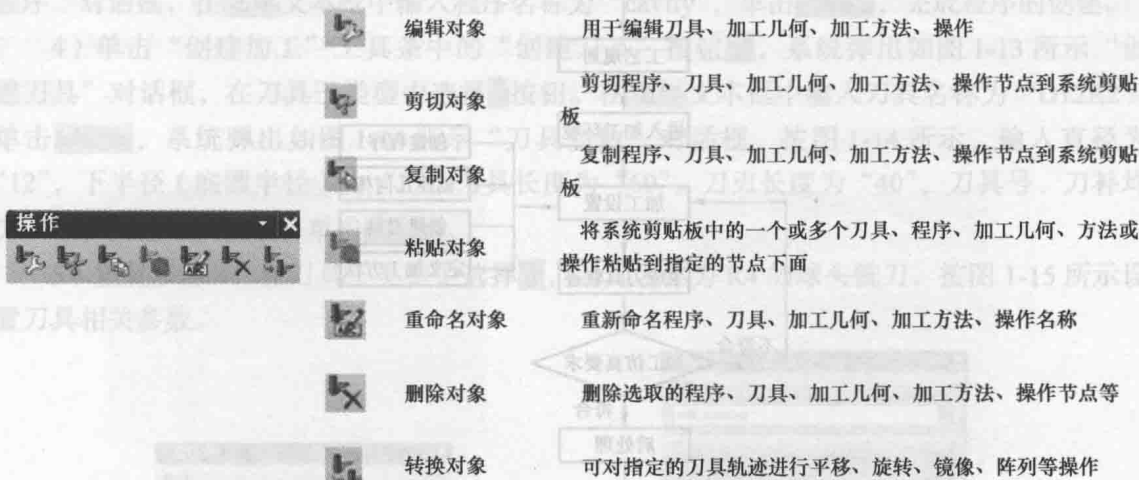 编辑对象 用于编辑刀具、加工几何、加工方法、操作
剪切对象 剪切程序、刀具、加工几何、加工方法、操作节点到系统剪贴
板
复制对象 复制程序、刀具、加工几何、加工方法、操作节点到系统剪贴
板
操作
粘贴对象 将系统剪贴板中的一个或多个刀具、程序、加工几何、方法或
操作粘贴到指定的节点下面
重命名对象 重新命名程序、刀具、加工几何、加工方法、操作名称
删除对象 删除选取的程序、刀具、加工几何、加工方法、操作节点等
转换对象 可对指定的刀具轨迹进行平移、旋转、镜像、阵列等操作